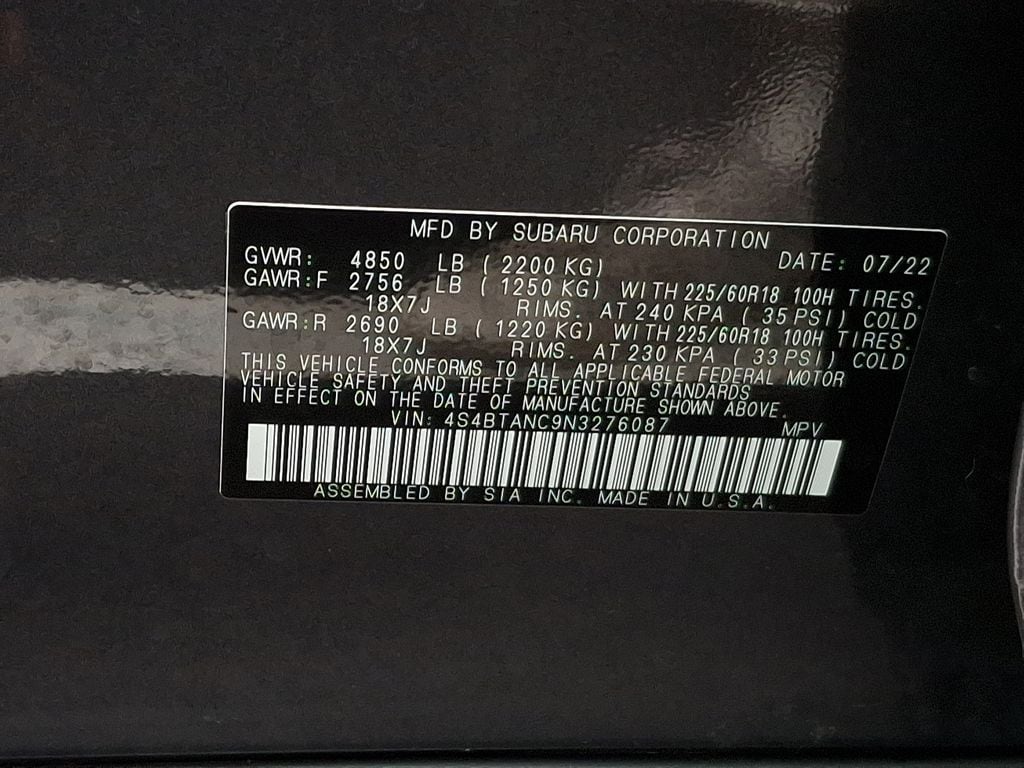 MFD BY SUBARU CORPORATION
GVWR: 4850 LB ( 2200 KG) DATE: 07/22
GAWR:F 2756 LB ( 1250 KG) WITH 225/60R18 100H TIRES.
18X7J RIMS. AT 240 KPA ( 35 PSI) COLD
GAWR:R 2690 LB ( 1220 KG) WITH 225/60R18 100H TIRES.
18X7J RIMS. AT 230 KPA ( 33 PSI) COLD
THIS VEHICLE CONFORMS TO ALL APPLICABLE FEDERAL MOTOR
VEHICLE SAFETY AND THEFT PREVENTION STANDARDS
IN EFFECT ON THE DATE OF MANUFACTURE SHOWN ABOVE.
VIN: 4S4BTANC9N3276087 MPV
ASSEMBLED BY SIA INC. MADE IN U.S.A.